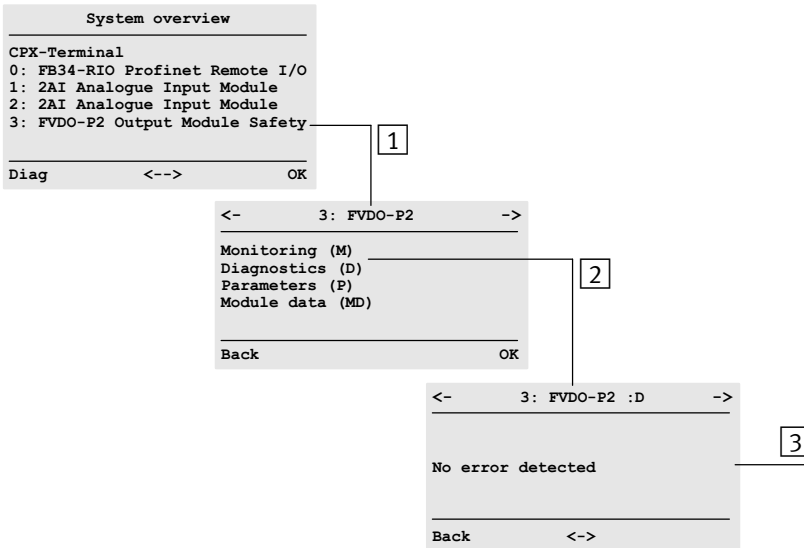 System overview
CPX-Terminal
0: FB34-RIO Profinet Remote I/O
1: 2AI Analogue Input Module
2: 2AI Analogue Input Module
3: FVDO-P2 Output Module Safety
1
Diag <--> OK
<- 3: FVDO-P2 ->
Monitoring (M)
Diagnostics (D)
Parameters (P)
Module data (MD)
2
Back OK
<- 3: FVDO-P2 :D ->
3
No error detected
Back <->